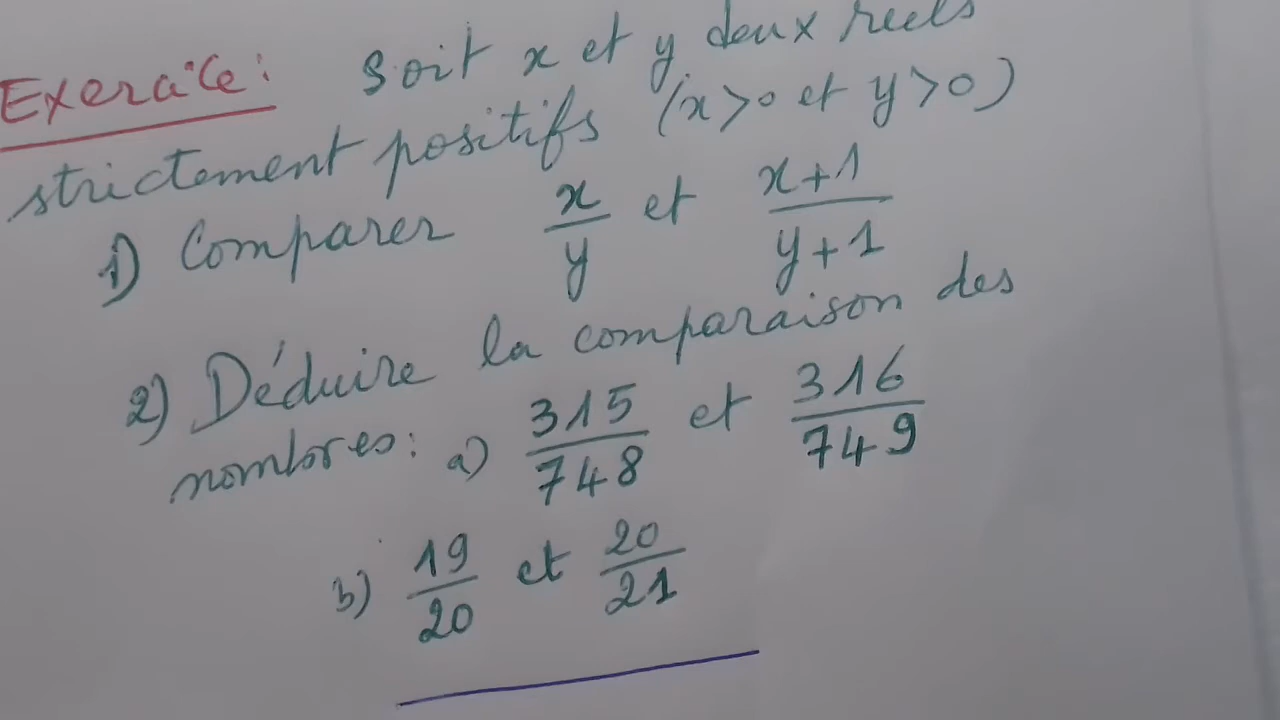 Exercice: Soit x et y deux réels
strictement positifs (x>0 et y>0)
1) Comparer x/y et x+1/y+1
2) Déduire la comparaison des
nombres: a) 315/748 et 316/749
b) 19/20 et 20/21